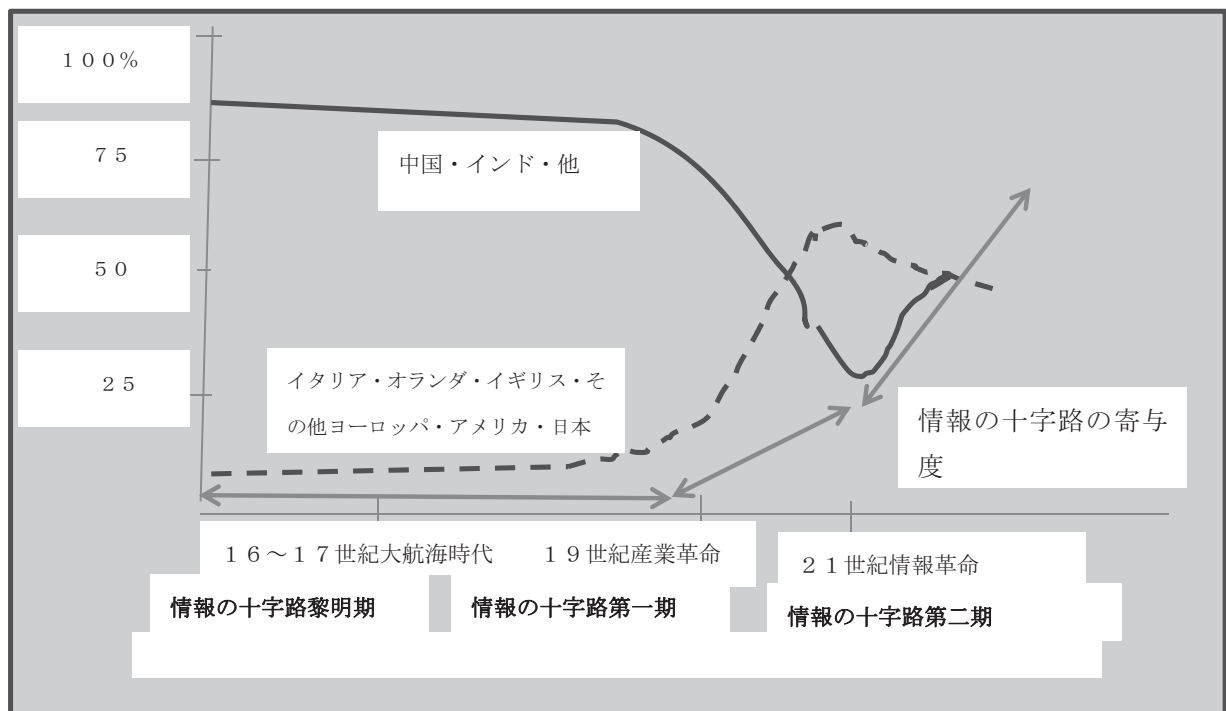 １００％
７５
中国・インド・他
５０
２５
イタリア・オランダ・イギリス・そ
の他ヨーロッパ・アメリカ・日本
情報の十字路の寄与
度
１６～１７世紀大航海時代
１９世紀産業革命
２１世紀情報革命
情報の十字路黎明期
情報の十字路第一期
情報の十字路第二期